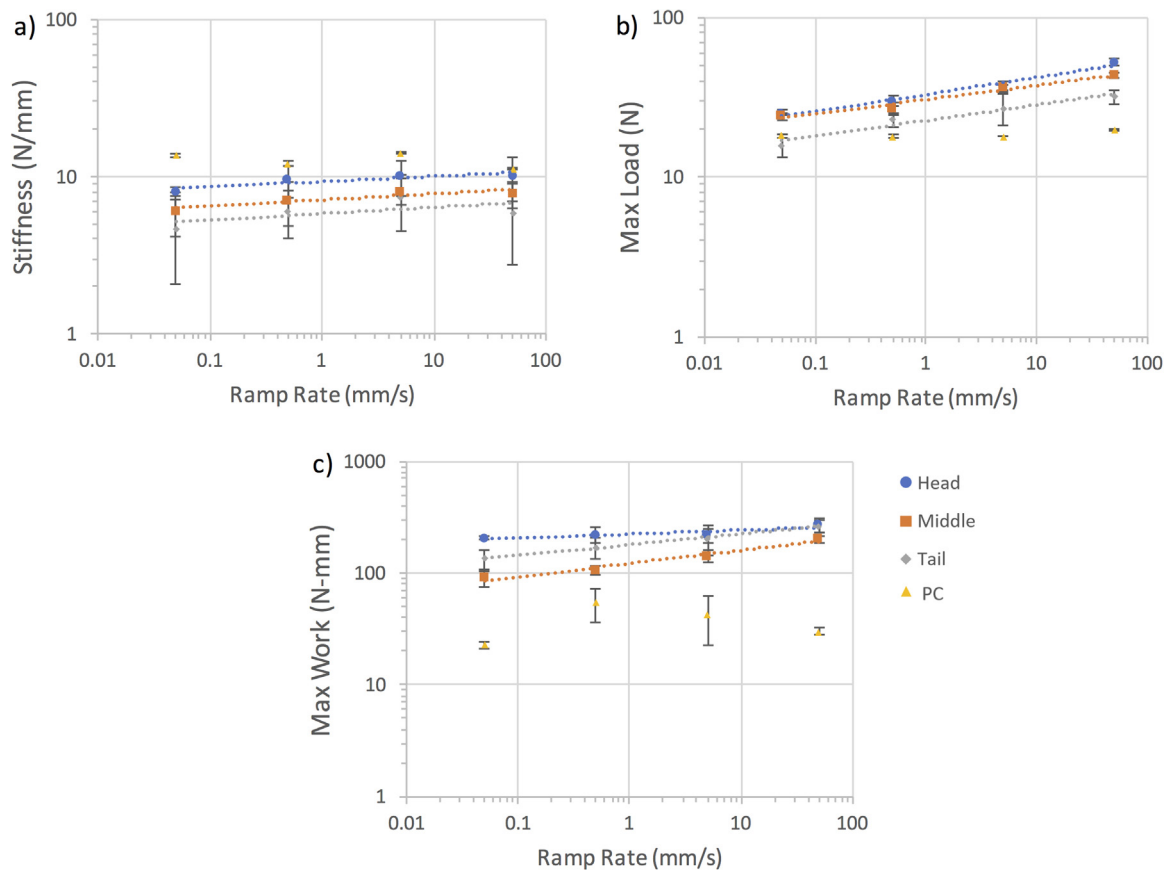 a)
100
10
1
Stiffness (N/mm)
0.01 0.1 1 10 100
Ramp Rate (mm/s)
b)
100
10
1
Max Load (N)
0.01 0.1 1 10 100
Ramp Rate (mm/s)
c)
1000
100
10
1
Max Work (N-mm)
0.01 0.1 1 10 100
Ramp Rate (mm/s)
Head
Middle
Tail
PC